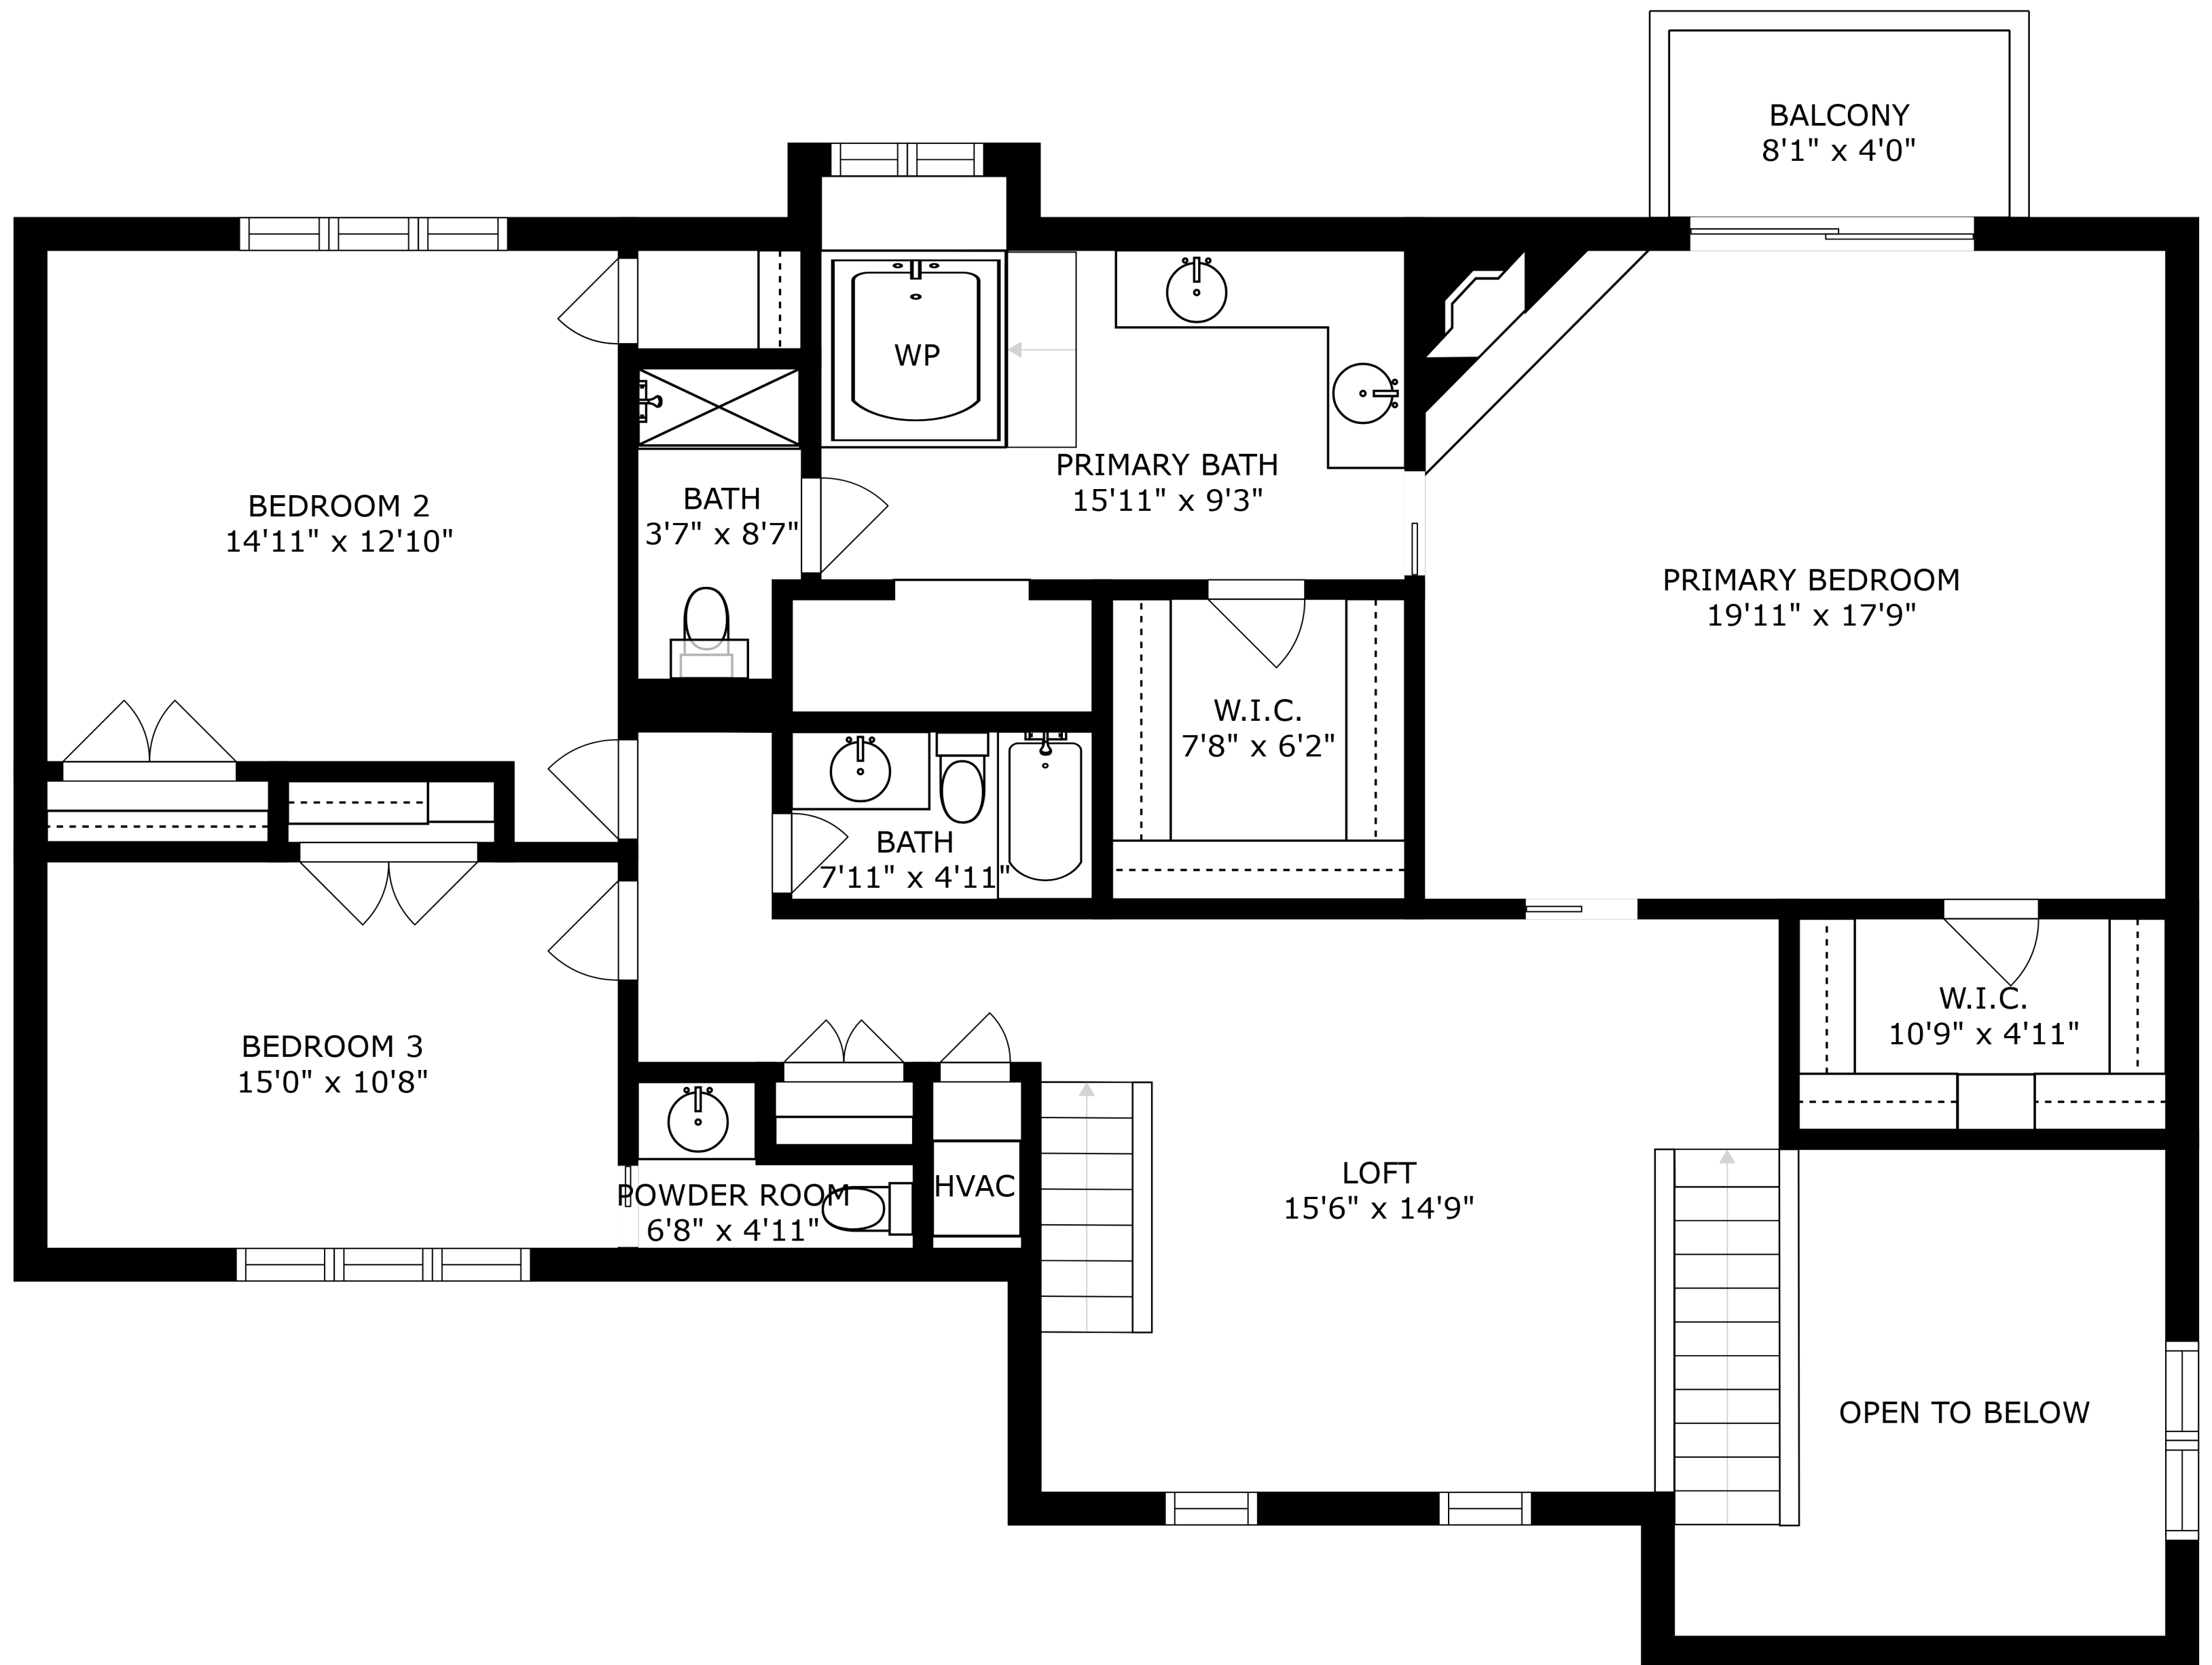 BALCONY
8'1" x 4'0"
WP
PRIMARY BATH
15'11" x 9'3"
BEDROOM 2
14'11" x 12'10"
BATH
3'7" x 8'7"
PRIMARY BEDROOM
19'11" x 17'9"
W.I.C.
7'8" x 6'2"
BATH
7'11" x 4'11"
W.I.C.
10'9" x 4'11"
BEDROOM 3
15'0" x 10'8"
POWDER ROOM
6'8" x 4'11"
HVAC
LOFT
15'6" x 14'9"
OPEN TO BELOW